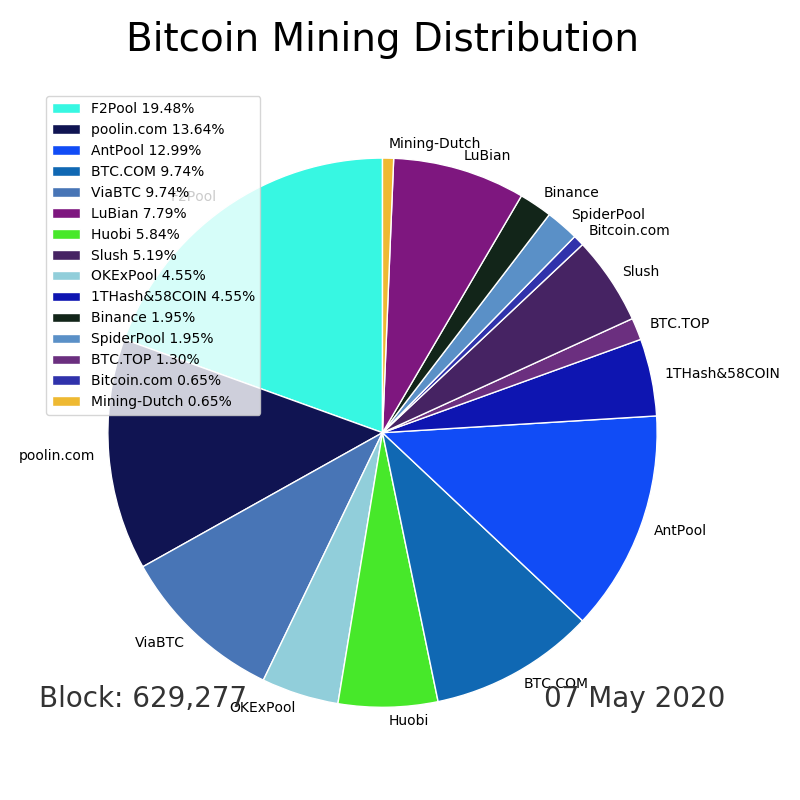 Bitcoin Mining Distribution
F2Pool 19.48%
poolin.com 13.64%
AntPool 12.99%
BTC.COM 9.74%
ViaBTC 9.74%
LuBian 7.79%
Huobi 5.84%
Slush 5.19%
OKExPool 4.55%
1THash&58COIN 4.55%
Binance 1.95%
SpiderPool 1.95%
BTC.TOP 1.30%
Bitcoin.com 0.65%
Mining-Dutch 0.65%
Mining-Dutch
LuBian
Binance
F2Pool
SpiderPool
Bitcoin.com
Slush
BTC.TOP
1THash&58COIN
poolin.com
AntPool
ViaBTC
BTC.COM
Block: 629,277
07 May 2020
OKExPool
Huobi